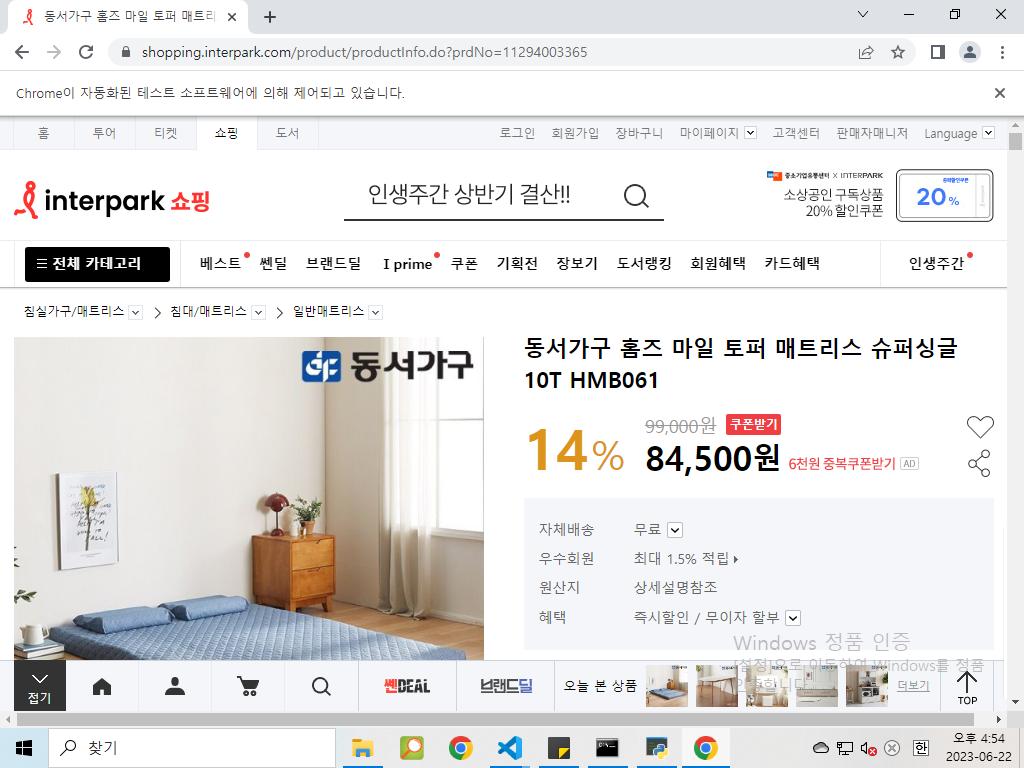 동서가구 홈즈 마일 토퍼 매트리
shopping.interpark.com/product/productInfo.do?prdNo=11294003365
Chrome이 자동화된 테스트 소프트웨어에 의해 제어되고 있습니다.
홈 투어 티켓 쇼핑 도서 로그인 회원가입 장바구니 마이페이지 고객센터 판매자매니저 Language
interpark 쇼핑
인생주간 상반기 결산!!
중소기업유통센터 X INTERPARK
소상공인 구독상품
20% 할인쿠폰
20%
전체 카테고리 베스트 쎈딜 브랜드딜 I prime 쿠폰 기획전 장보기 도서랭킹 회원혜택 카드혜택 인생주간
침실가구/매트리스 침대/매트리스 일반매트리스
동서가구
동서가구 홈즈 마일 토퍼 매트리스 슈퍼싱글
10T HMB061
14%
99,000원 쿠폰받기
84,500원 6천원 중복쿠폰받기 AD
자체배송 무료
우수회원 최대 1.5% 적립
원산지 상세설명참조
혜택 즉시할인 / 무이자 할부
Windows 정품 인증
[설정]으로 이동하여 Windows를 정품
접기
쎈DEAL
브랜드딜
오늘 본 상품
더보기
TOP
찾기
한
오후 4:54
2023-06-22